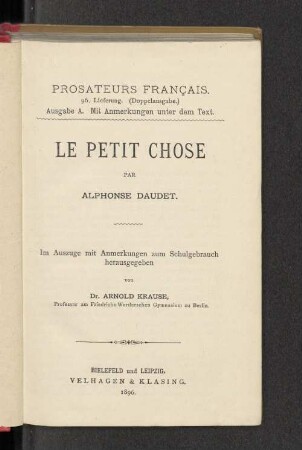 PROSATEURS FRANÇAIS.
96. Lieferung. (Doppelausgabe.)
Ausgabe A. Mit Anmerkungen unter dem Text.
LE PETIT CHOSE
PAR
ALPHONSE DAUDET.
Im Auszuge mit Anmerkungen zum Schulgebrauch
herausgegeben
von
Dr. ARNOLD KRAUSE,
Professor am Friedrichs-Werderschen Gymnasium zu Berlin.
BIELEFELD und LEIPZIG.
VELHAGEN & KLASING.
1896.